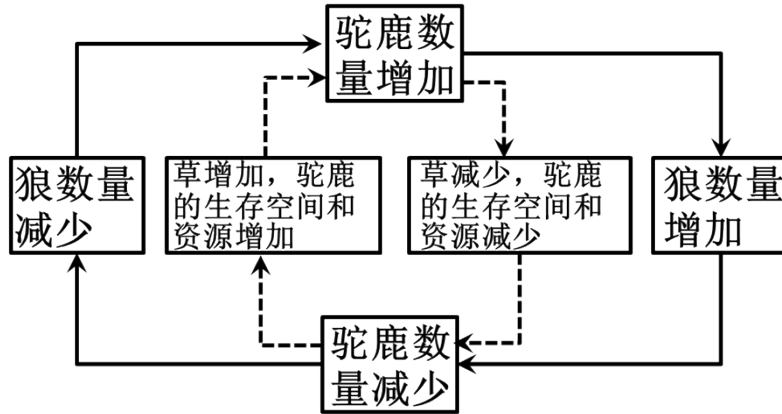 驼鹿数
量增加
狼数量
减少
草增加，驼鹿
的生存空间和
资源增加
草减少，驼鹿
的生存空间和
资源减少
狼数量
增加
驼鹿数
量减少